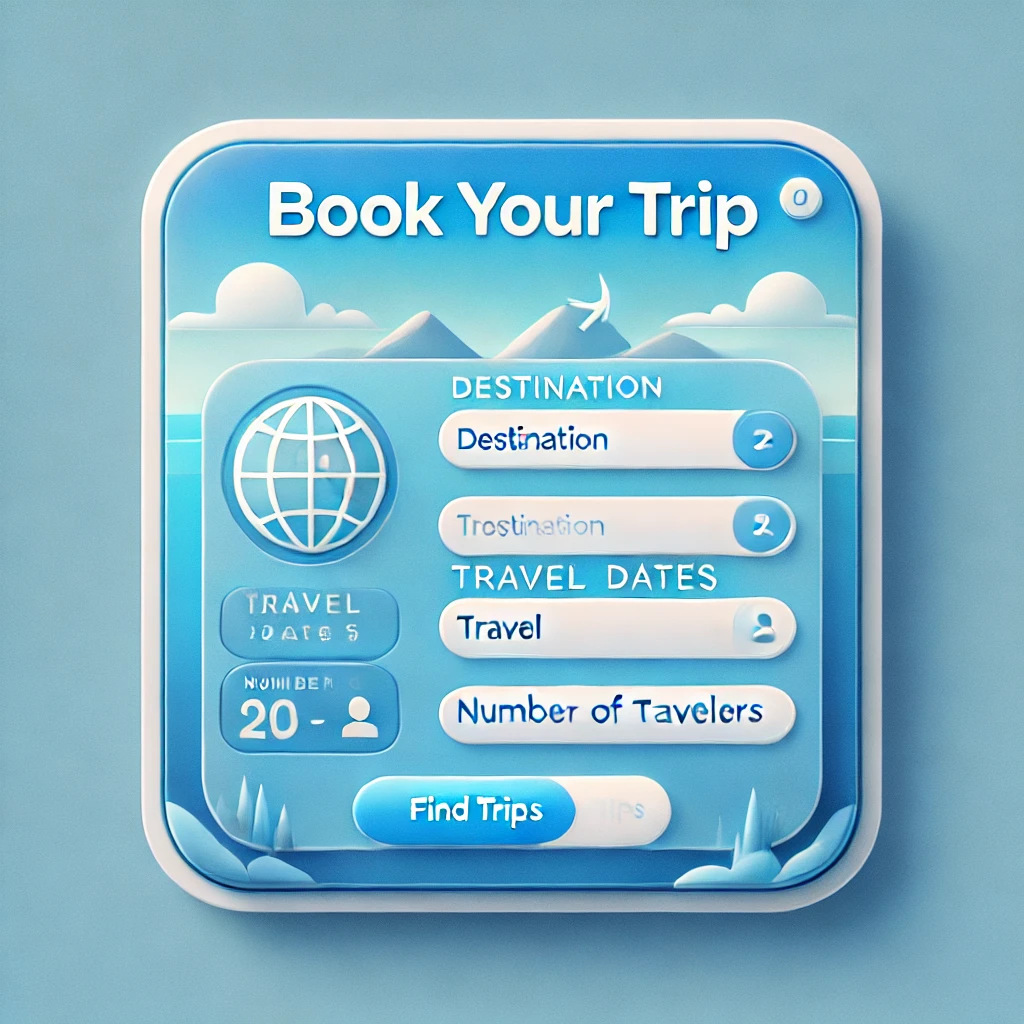 Book Your Trip
0
DESTINATION
Destination
2
Trostination
2
TRAVEL DATES
Travel
TRAVEL
Number of Tavelers
20 -
Find Trips